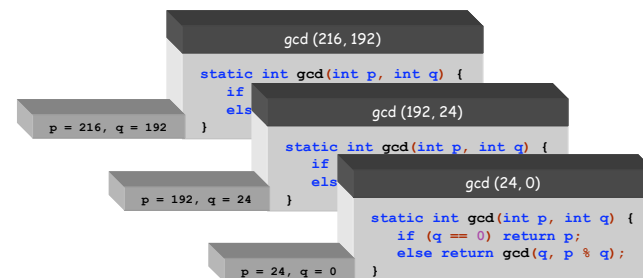 gcd (216, 192)
static int gcd(int p, int q) {
if
els
}
p = 216, q = 192
gcd (192, 24)
static int gcd(int p, int q) {
if
els
}
p = 192, q = 24
gcd (24, 0)
static int gcd(int p, int q) {
if (q == 0) return p;
else return gcd(q, p % q);
}
p = 24, q = 0